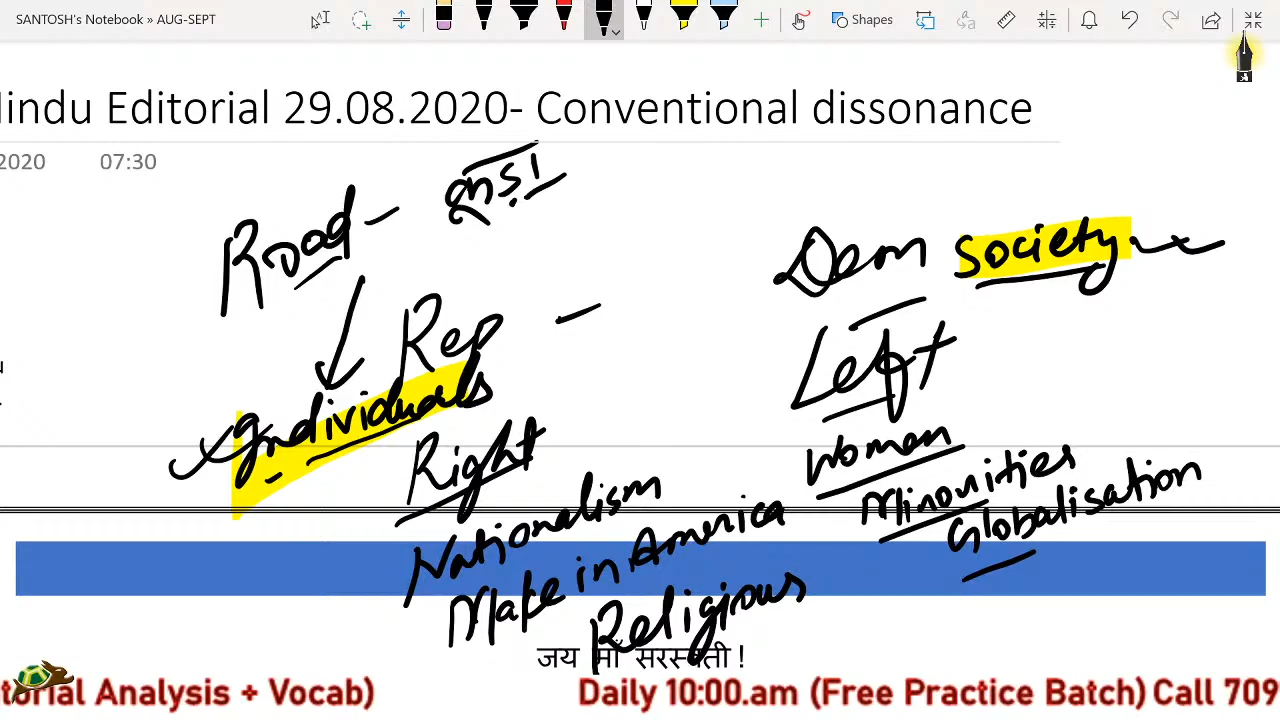 SANTOSH's Notebook » AUG-SEPT
Shapes
Hindu Editorial 29.08.2020- Conventional dissonance
2020 07:30
Road -
Dem society
Rep -
Left
Individuals
Right
Women
Minorities
Globalisation
Nationalism
Make in America
Religious
जय माँ सरस्वती !
torial Analysis + Vocab) Daily 10:00.am (Free Practice Batch) Call 709